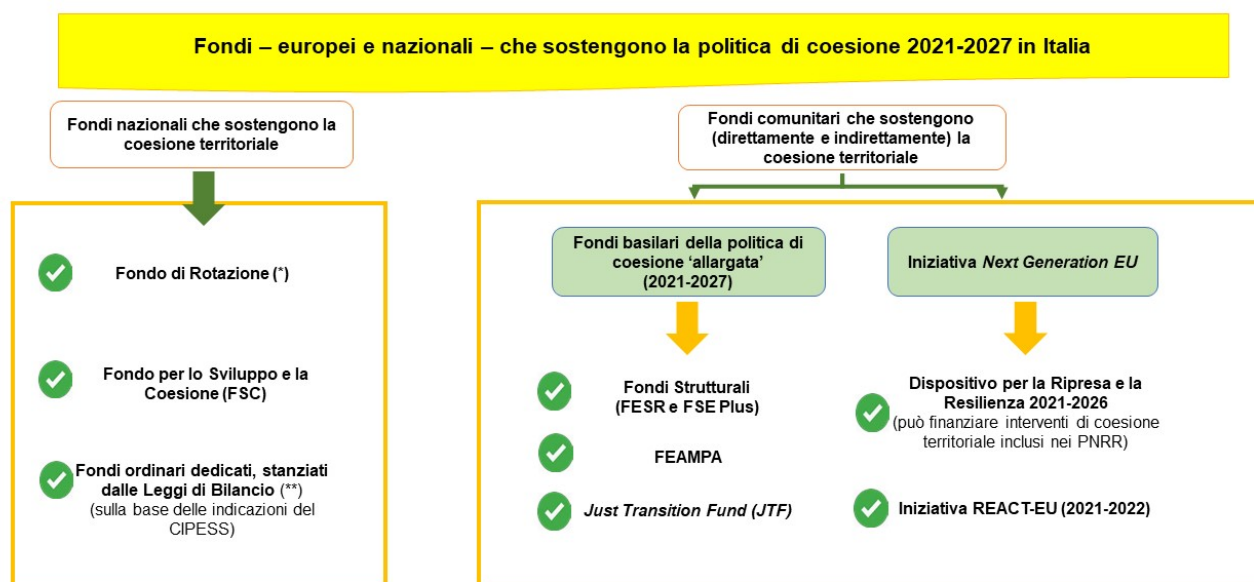 Fondi – europei e nazionali – che sostengono la politica di coesione 2021-2027 in Italia
Fondi nazionali che sostengono la
coesione territoriale
Fondo di Rotazione (*)
Fondo per lo Sviluppo e la
Coesione (FSC)
Fondi ordinari dedicati, stanziati
dalle Leggi di Bilancio (**)
(sulla base delle indicazioni del
CIPESS)
Fondi comunitari che sostengono
(direttamente e indirettamente) la
coesione territoriale
Fondi basilari della politica di
coesione ‘allargata’
(2021-2027)
Fondi Strutturali
(FESR e FSE Plus)
FEAMPA
Just Transition Fund (JTF)
Iniziativa Next Generation EU
Dispositivo per la Ripresa e la
Resilienza 2021-2026
(può finanziare interventi di coesione
territoriale inclusi nei PNRR)
Iniziativa REACT-EU (2021-2022)